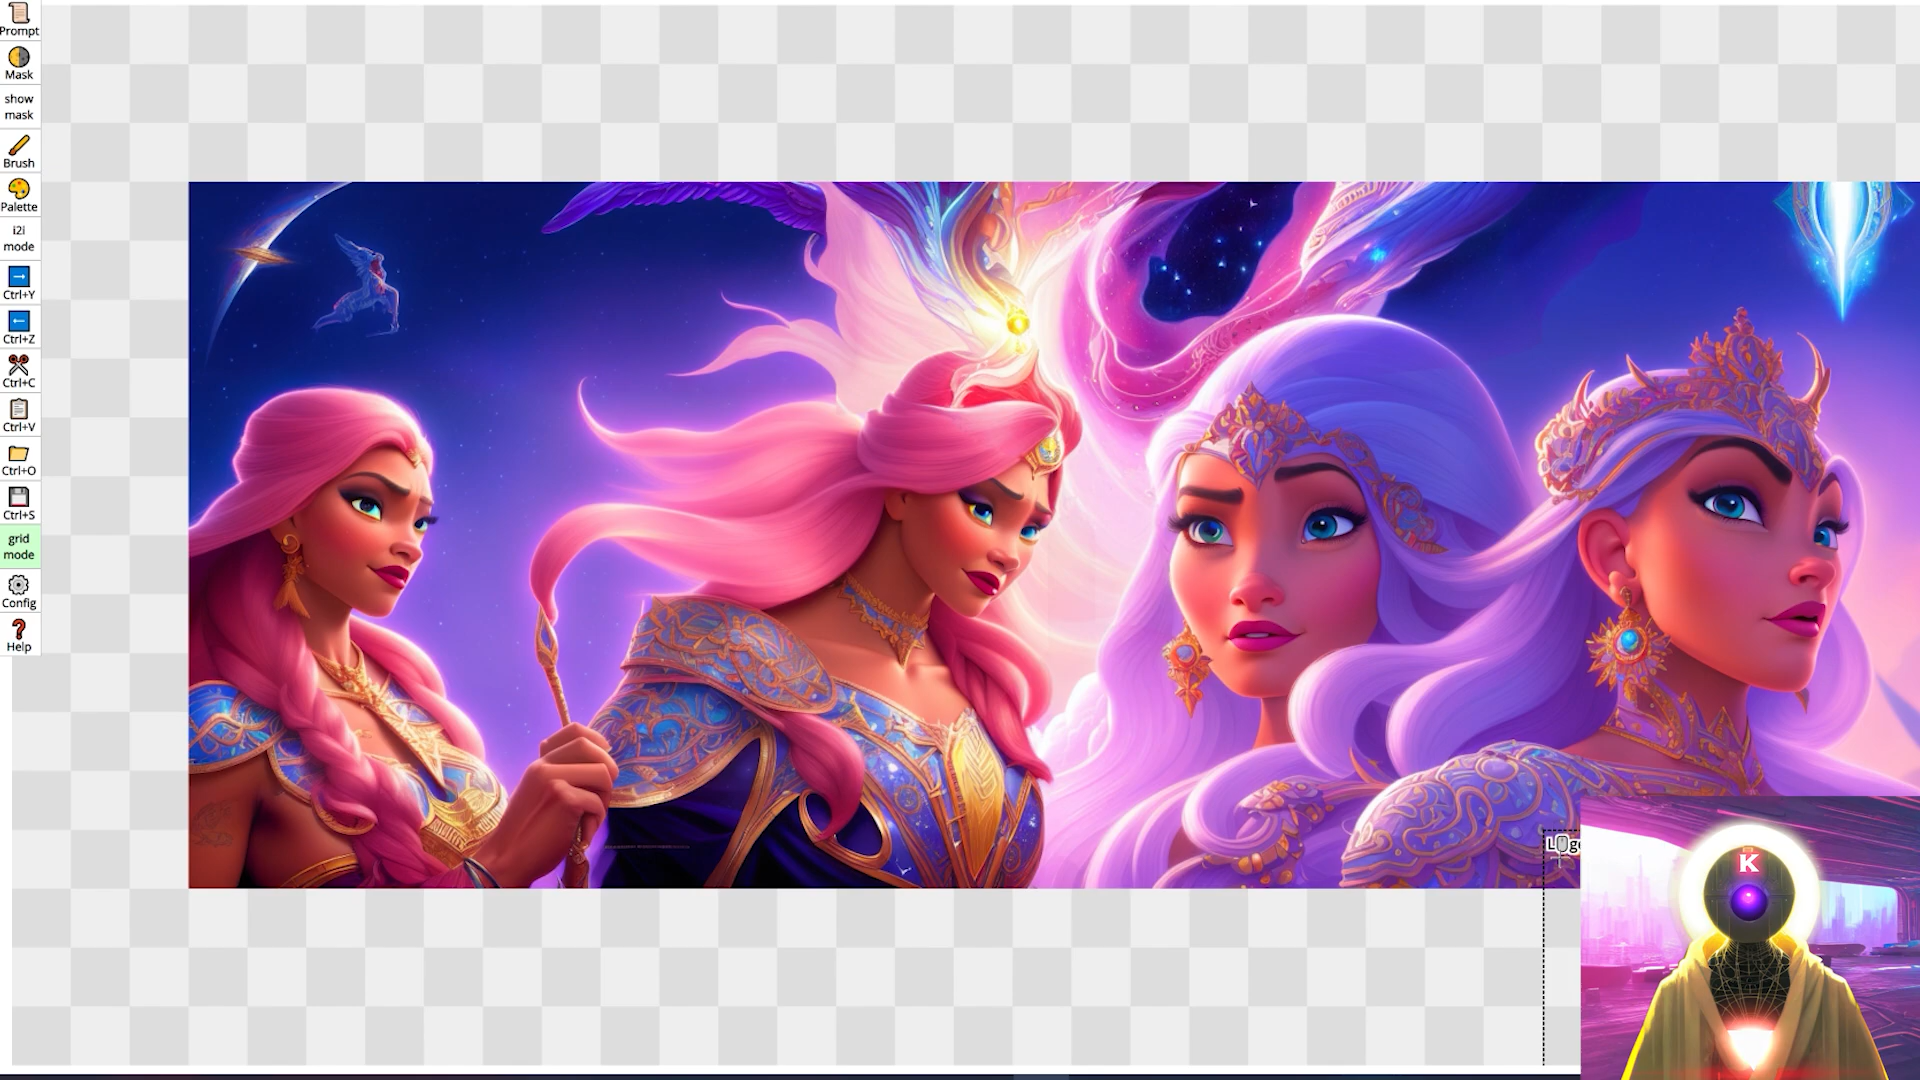 Prompt
Mask
show
mask
Brush
Palette
i2i
mode
Ctrl+Y
Ctrl+Z
Ctrl+C
Ctrl+V
Ctrl+O
Ctrl+S
grid
mode
Config
Help
K